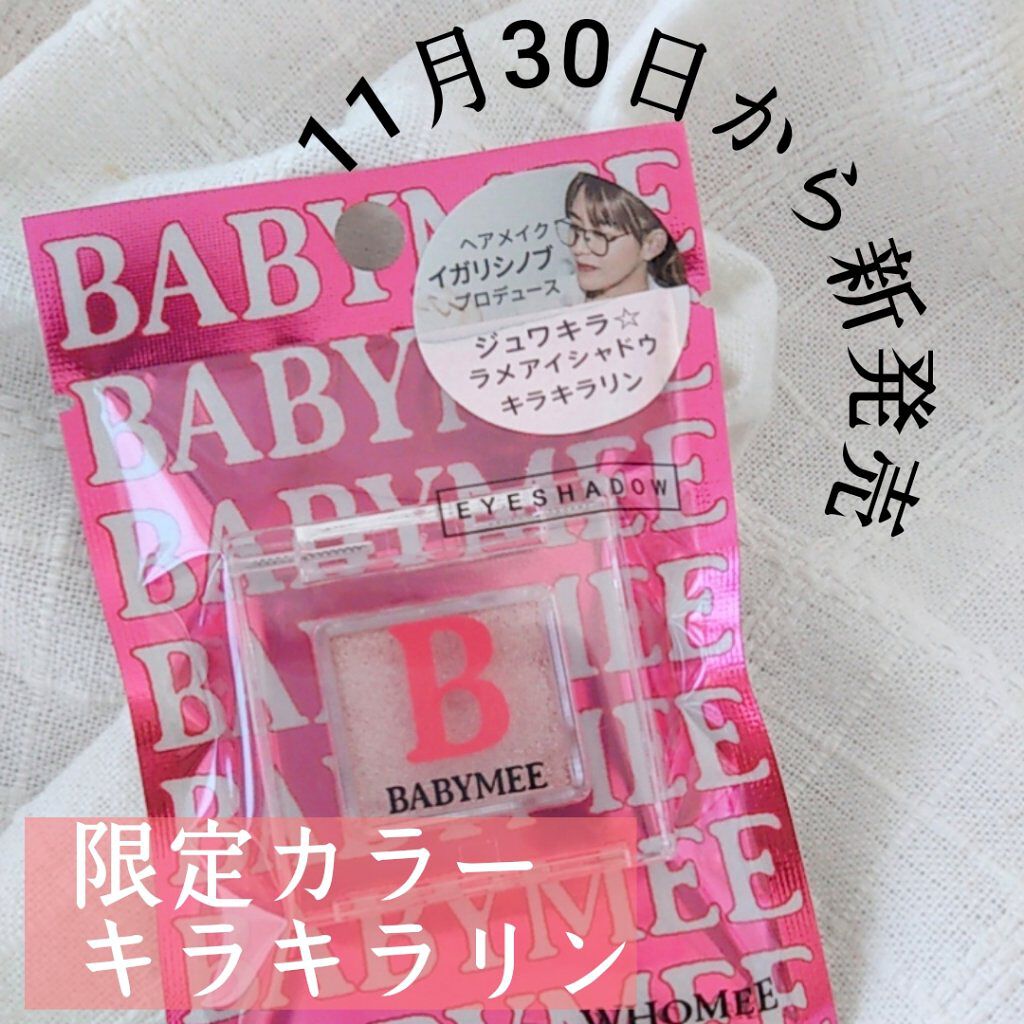 11月30日から新発売
BABYMEE
ヘアメイク
イガリシノブ
プロデュース
ジュワキラ☆
ラメアイシャドウ
キラキラリン
BABYMEE
BABYMEE
EYESHADOW
B
BABYMEE
限定カラー
キラキラリン
BABYMEE
WHOMEE